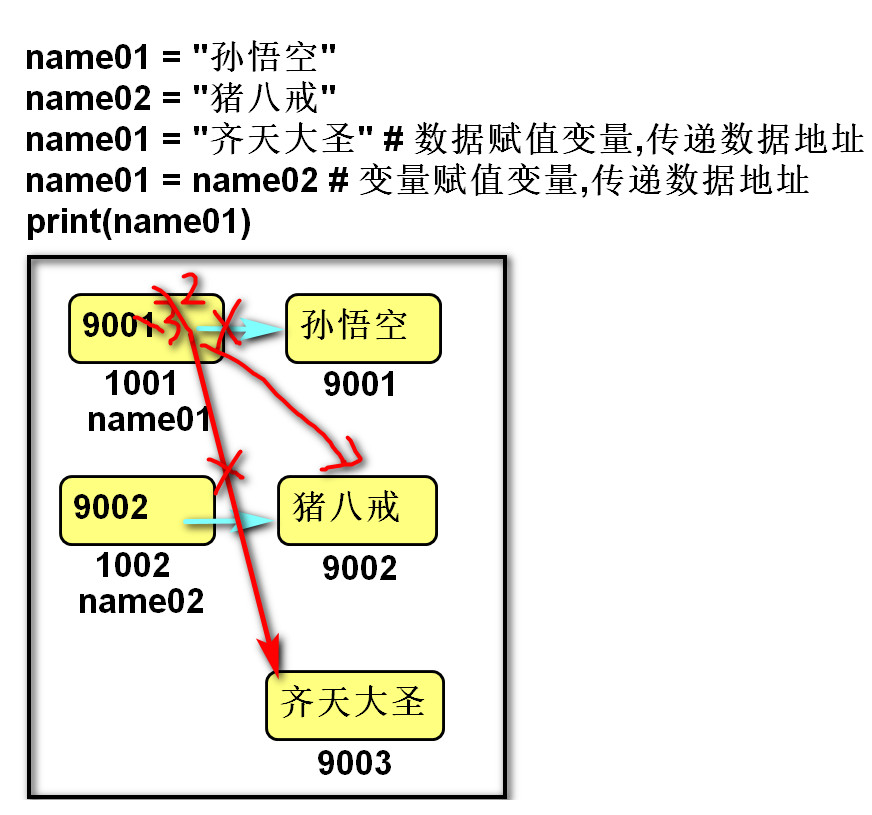 name01 = "孙悟空"
name02 = "猪八戒"
name01 = "齐天大圣" # 数据赋值变量,传递数据地址
name01 = name02 # 变量赋值变量,传递数据地址
print(name01)
2
9001 3 孙悟空
1001 9001
name01
9002 猪八戒
1002 9002
name02
齐天大圣
9003